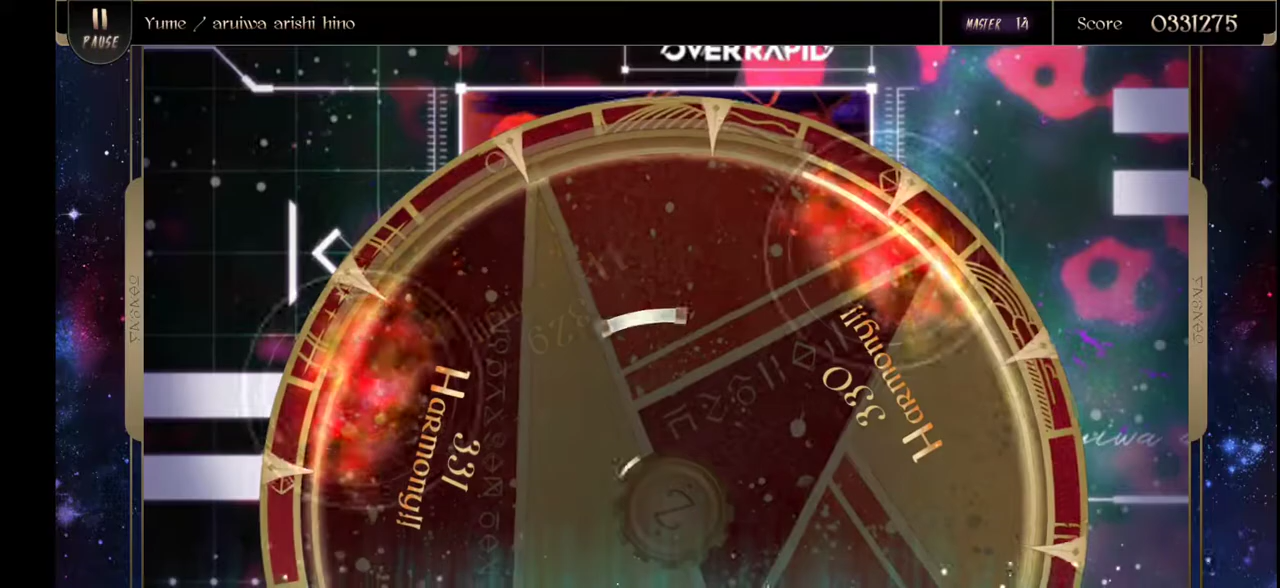 PAUSE
Yume / aruiwa arishi hino
MASTER 14
Score 0331275
OVERRAPID
Harmony!!
330
Harmony!!
331